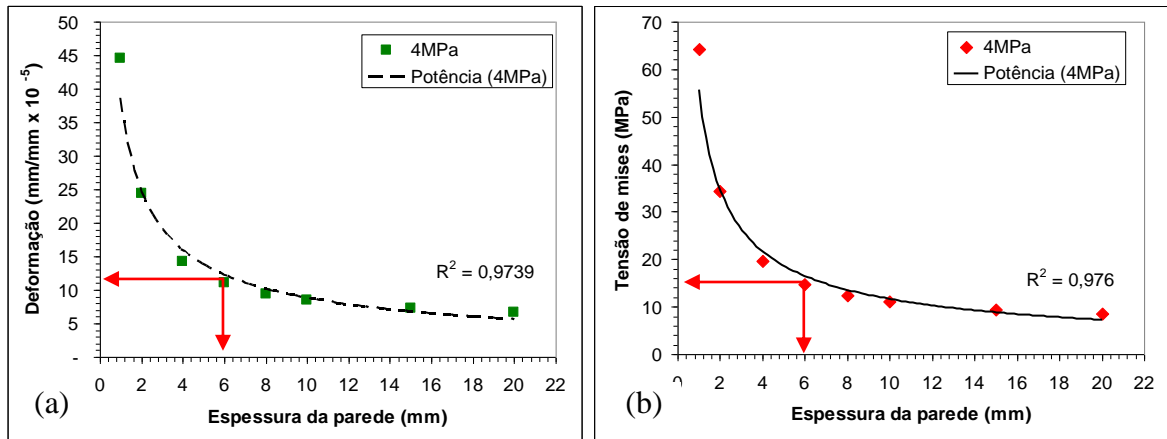 50
45
40
35
30
25
20
15
10
5
-
Deformação (mm/mm x 10 -5)
4MPa
Potência (4MPa)
R2 = 0,9739
0 2 4 6 8 10 12 14 16 18 20 22
Espessura da parede (mm)
(a)
70
60
50
40
30
20
10
0
Tensão de mises (MPa)
4MPa
Potência (4MPa)
R2 = 0,976
0 2 4 6 8 10 12 14 16 18 20 22
Espessura da parede (mm)
(b)